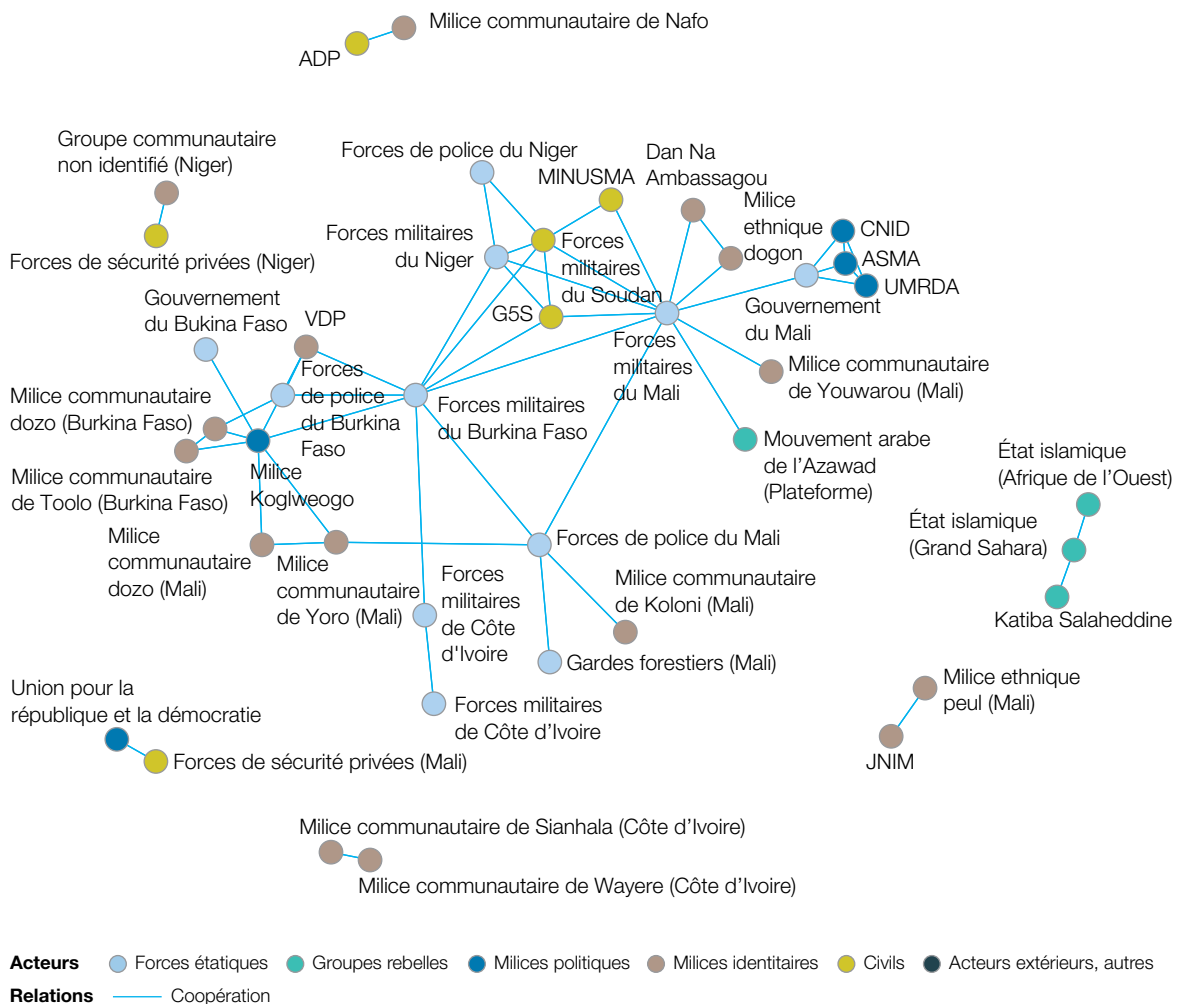 Milice communautaire de Nafo
ADP
Groupe communautaire
non identifié (Niger)
Forces de sécurité privées (Niger)
Forces de police du Niger
MINUSMA
Dan Na
Ambassagou
Milice
ethnique
dogon
CNID
ASMA
UMRDA
Forces militaires
du Niger
Forces
militaires
du Soudan
G5S
Gouvernement
du Mali
Gouvernement
du Bukina Faso
VDP
Forces
de police
du Burkina
Faso
Forces
militaires
du Mali
Milice communautaire
de Youwarou (Mali)
Milice communautaire
dozo (Burkina Faso)
Forces militaires
du Burkina Faso
Mouvement arabe
de l’Azawad
(Plateforme)
Milice communautaire
de Toolo (Burkina Faso)
Milice
Koglweogo
État islamique
(Afrique de l’Ouest)
État islamique
(Grand Sahara)
Katiba Salaheddine
Milice
communautaire
dozo (Mali)
Milice
communautaire
de Yoro (Mali)
Forces de police du Mali
Forces
militaires
de Côte
d'Ivoire
Milice communautaire
de Koloni (Mali)
Gardes forestiers (Mali)
Forces militaires
de Côte d’Ivoire
Milice ethnique
peul (Mali)
JNIM
Union pour la
république et la démocratie
Forces de sécurité privées (Mali)
Milice communautaire de Sianhala (Côte d’Ivoire)
Milice communautaire de Wayere (Côte d’Ivoire)
Acteurs Forces étatiques Groupes rebelles Milices politiques Milices identitaires Civils Acteurs extérieurs, autres
Relations Coopération